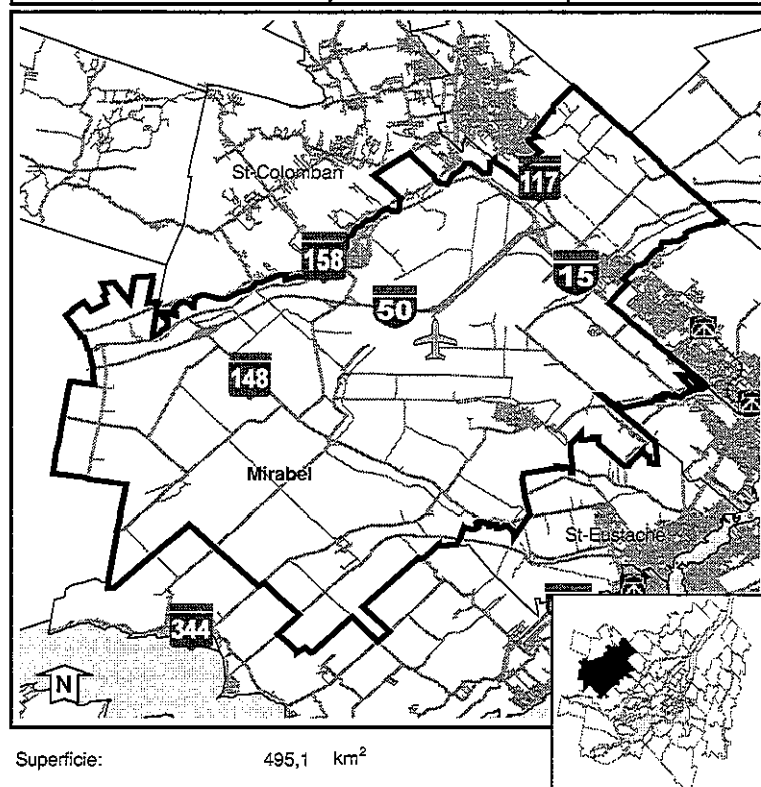 St-Colomban
117
158
15
50
148
Mirabel
St-Eustache
344
N
Superficie: 495,1 km²